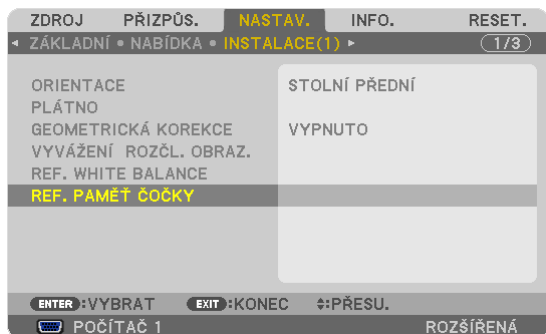 ZDROJ PŘIZPŮS. NASTAV. INFO. RESET.
ZÁKLADNÍ • NABÍDKA • INSTALACE(1) 1/3
ORIENTACE STOLNÍ PŘEDNÍ
PLÁTNO
GEOMETRICKÁ KOREKCE VYPNUTO
VYVÁŽENÍ ROZČL. OBRAZ.
REF. WHITE BALANCE
REF. PAMĚŤ ČOČKY
ENTER :VYBRAT EXIT :KONEC :PŘESU.
POČÍTAČ 1 ROZŠÍŘENÁ